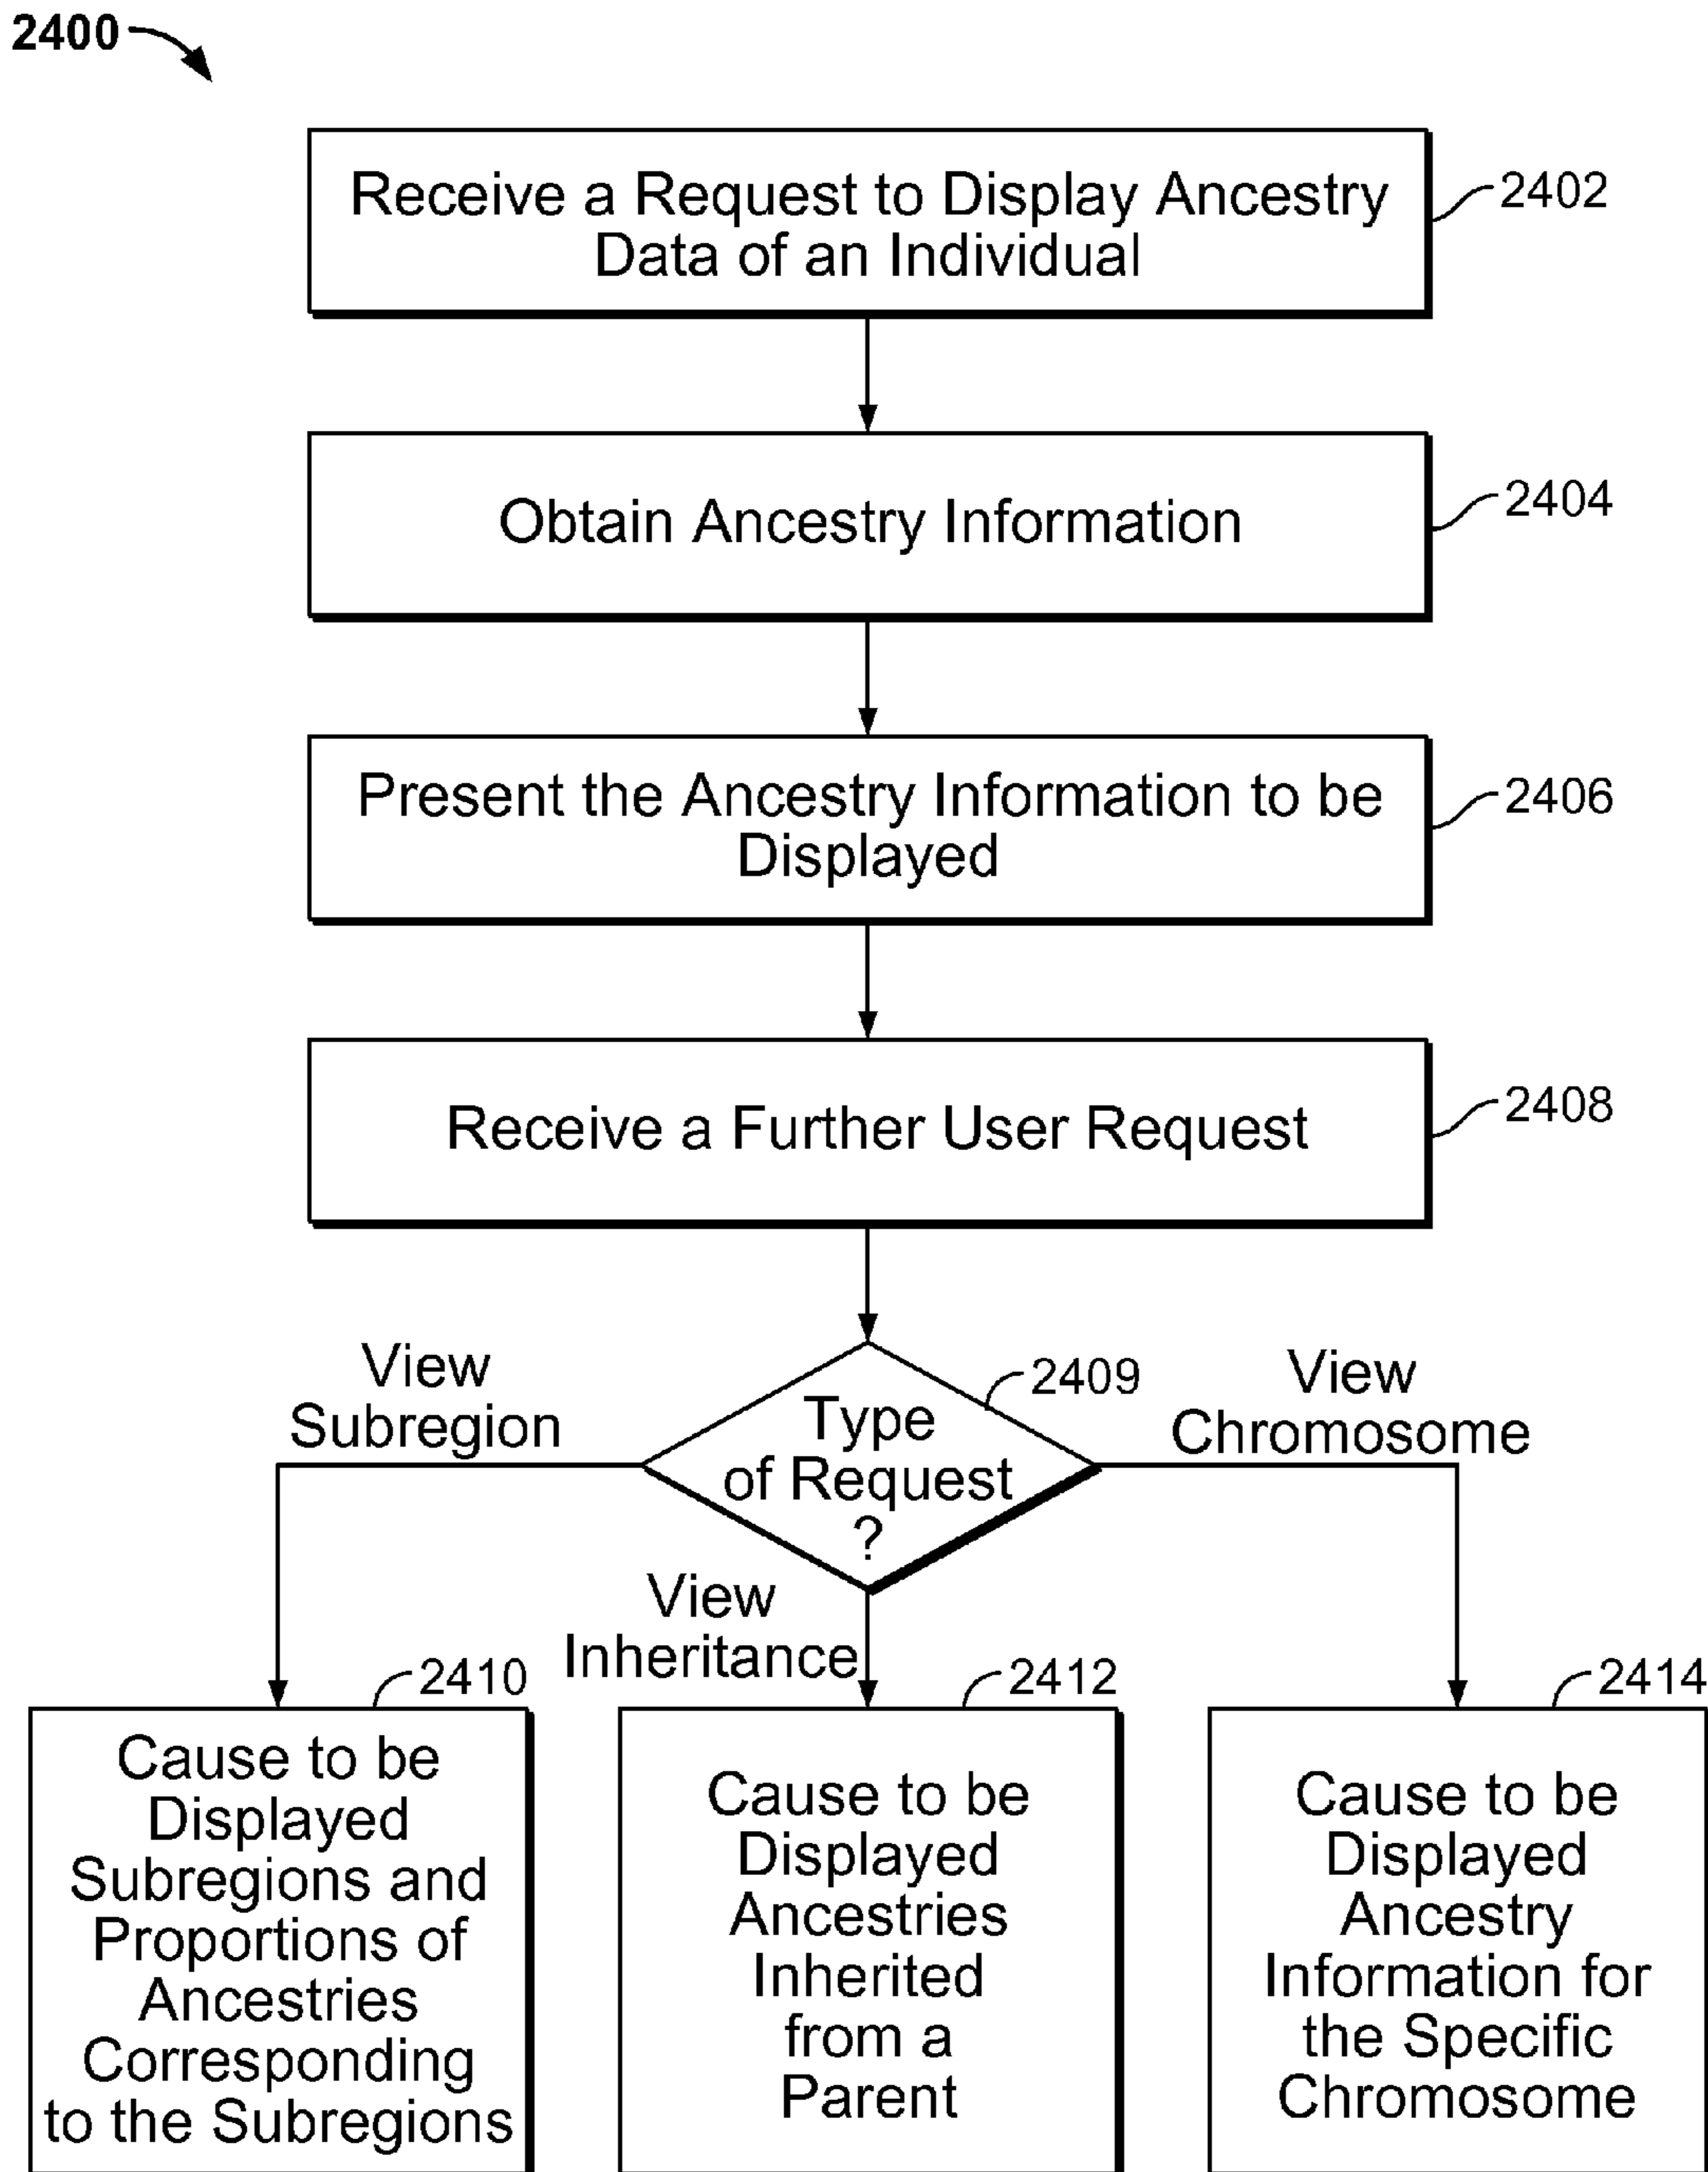 2400
Receive a Request to Display Ancestry
Data of an Individual
2402
Obtain Ancestry Information
2404
Present the Ancestry Information to be
Displayed
2406
Receive a Further User Request
2408
Type
of Request
?
2409
View
Subregion
View
Inheritance
View
Chromosome
2410
Cause to be
Displayed
Subregions and
Proportions of
Ancestries
Corresponding
to the Subregions
2412
Cause to be
Displayed
Ancestries
Inherited
from a
Parent
2414
Cause to be
Displayed
Ancestry
Information for
the Specific
Chromosome